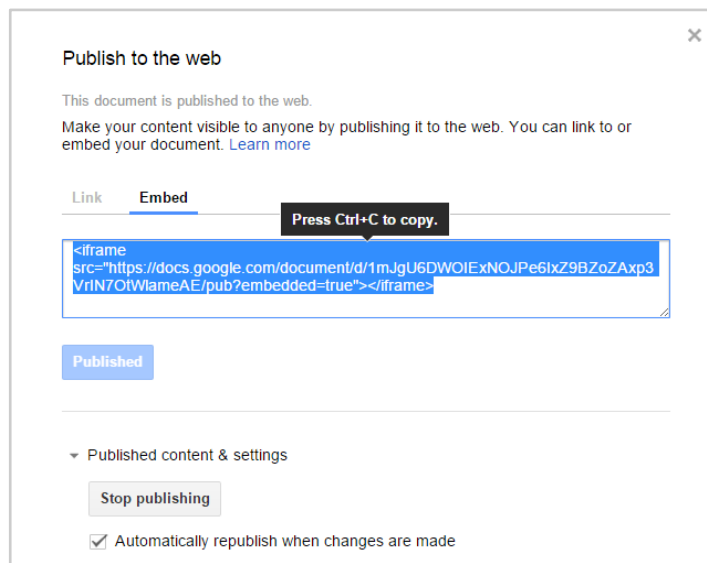 Publish to the web
This document is published to the web.
Make your content visible to anyone by publishing it to the web. You can link to or
embed your document. Learn more
Link Embed
Press Ctrl+C to copy.
<iframe
src="https://docs.google.com/document/d/1mJgU6DWOIExNOJPe6IxZ9BZoZAxp3
VrIN7OtWlameAE/pub?embedded=true"></iframe>
Published
Published content & settings
Stop publishing
Automatically republish when changes are made